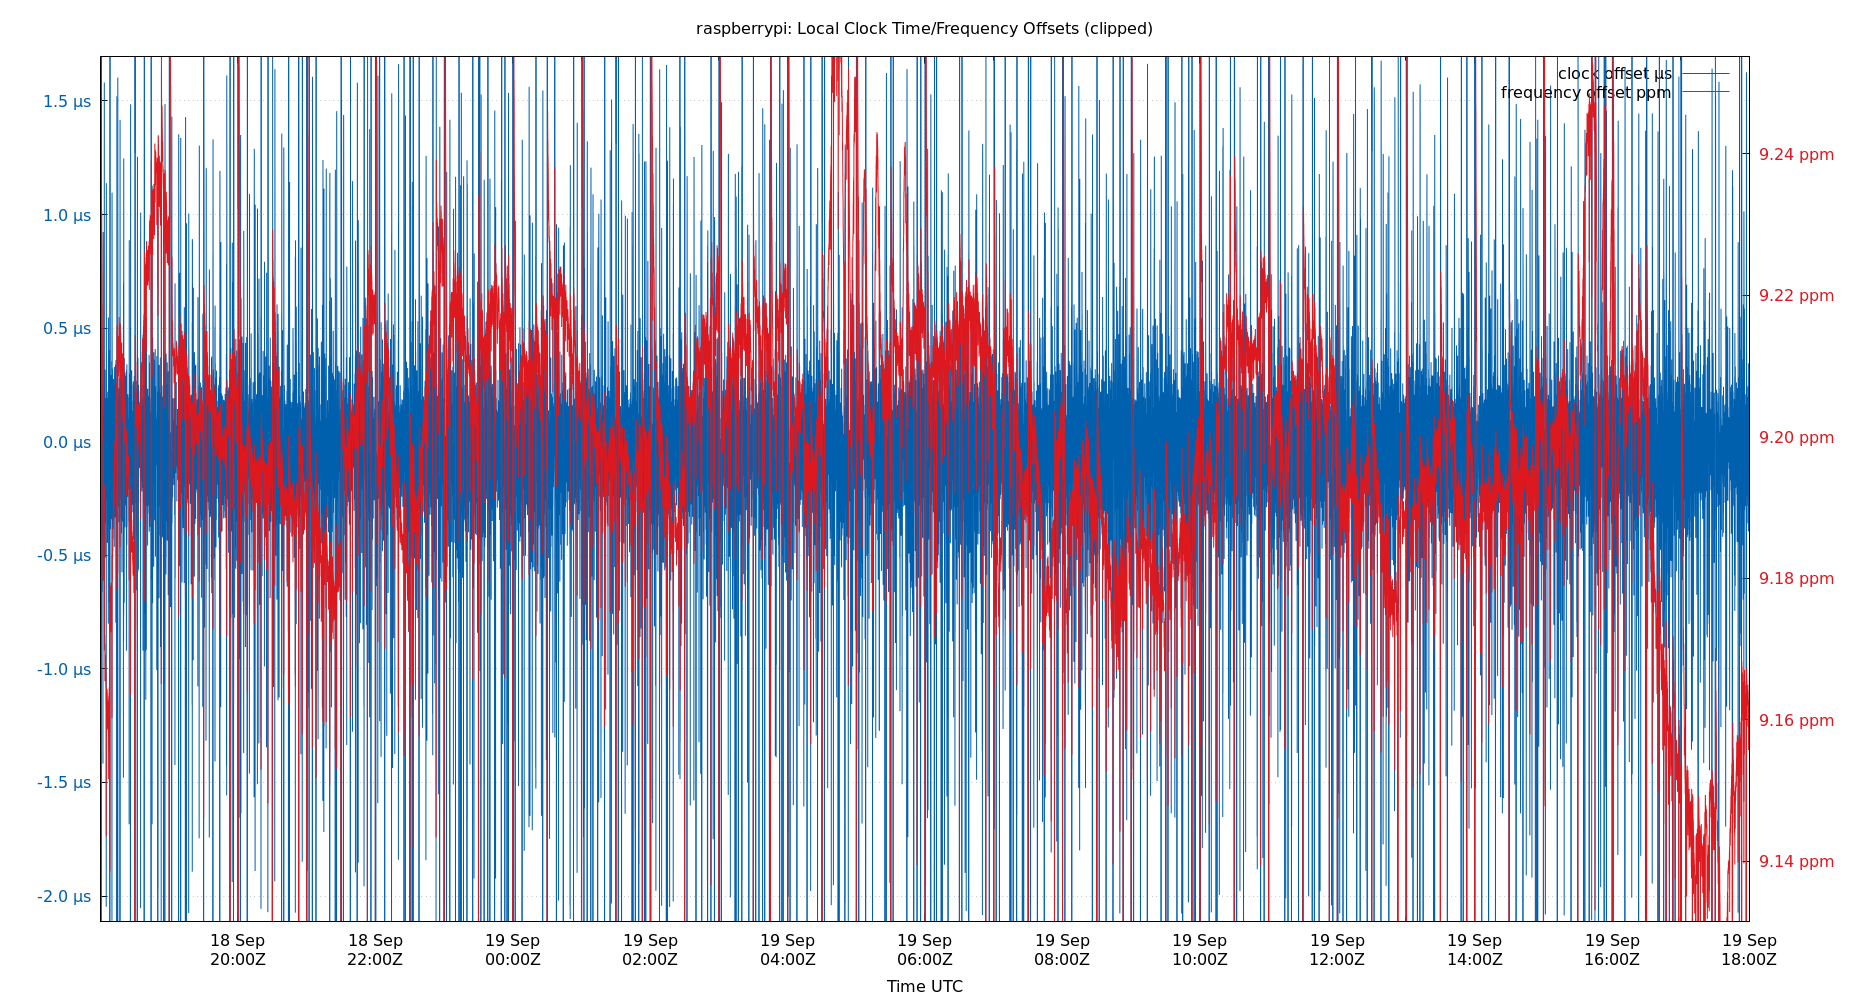 raspberrypi: Local Clock Time/Frequency Offsets (clipped)
clock offset µs
frequency offset ppm
1.5 µs
1.0 µs
0.5 µs
0.0 µs
-0.5 µs
-1.0 µs
-1.5 µs
-2.0 µs
9.24 ppm
9.22 ppm
9.20 ppm
9.18 ppm
9.16 ppm
9.14 ppm
18 Sep
20:00Z
18 Sep
22:00Z
19 Sep
00:00Z
19 Sep
02:00Z
19 Sep
04:00Z
19 Sep
06:00Z
19 Sep
08:00Z
19 Sep
10:00Z
19 Sep
12:00Z
19 Sep
14:00Z
19 Sep
16:00Z
19 Sep
18:00Z
Time UTC